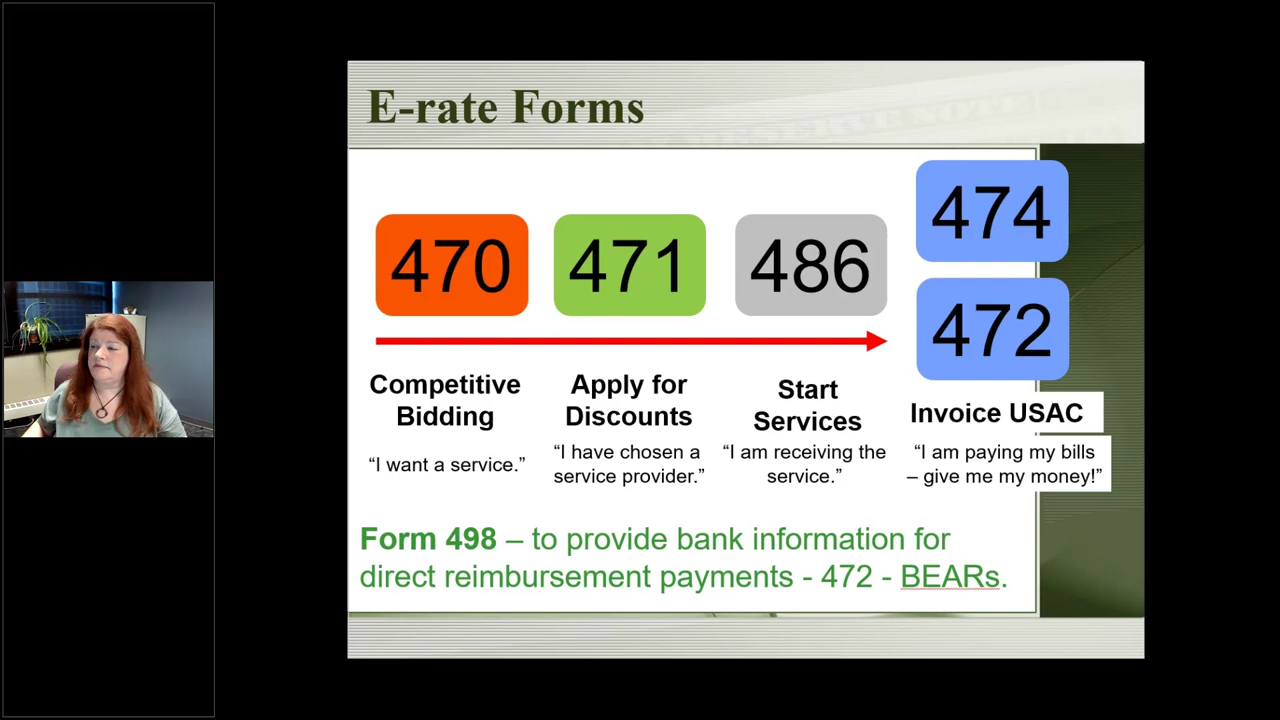 E-rate Forms
470
471
486
474
472
Competitive
Bidding
“I want a service.”
Apply for
Discounts
“I have chosen a
service provider.”
Start
Services
“I am receiving the
service.”
Invoice USAC
“I am paying my bills
– give me my money!”
Form 498 – to provide bank information for
direct reimbursement payments - 472 - BEARs.